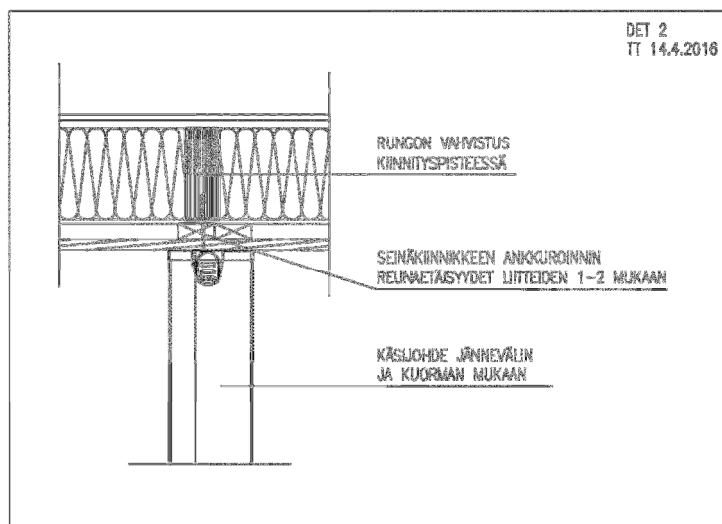 DET 2
TT 14.4.2016
RUNGON VAHVISTUS
KIINNITYSPISTEESSÄ
SEINÄKIINNIKKEEN ANKKUROINNIN
REUNAETÄISYYDET LIITTEIDEN 1-2 MUKAAN
KÄSIJOHDE JÄNNEVÄLIN
JA KUORMAN MUKAAN